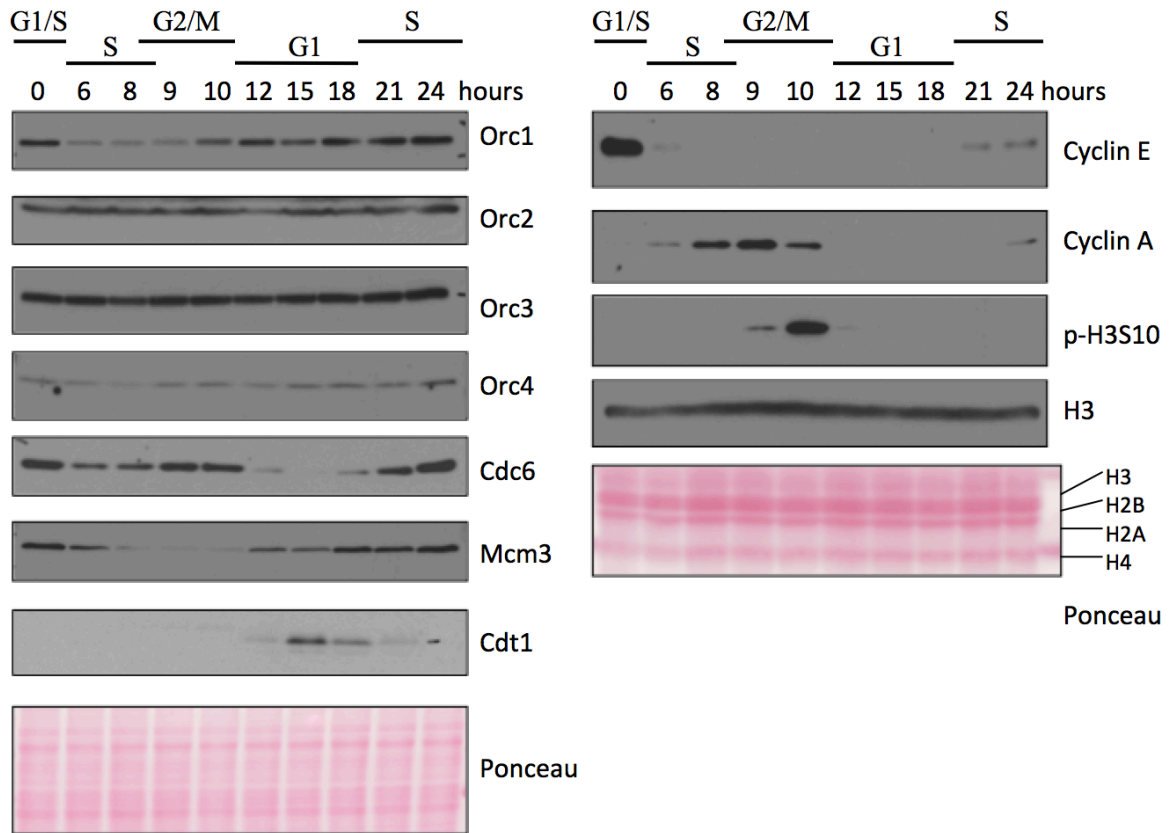 G1/S G2/M S
S G1
0 6 8 9 10 12 15 18 21 24 hours
Orc1
Orc2
Orc3
Orc4
Cdc6
Mcm3
Cdt1
Ponceau
G1/S G2/M S
S G1
0 6 8 9 10 12 15 18 21 24 hours
Cyclin E
Cyclin A
p-H3S10
H3
H3
H2B
H2A
H4
Ponceau